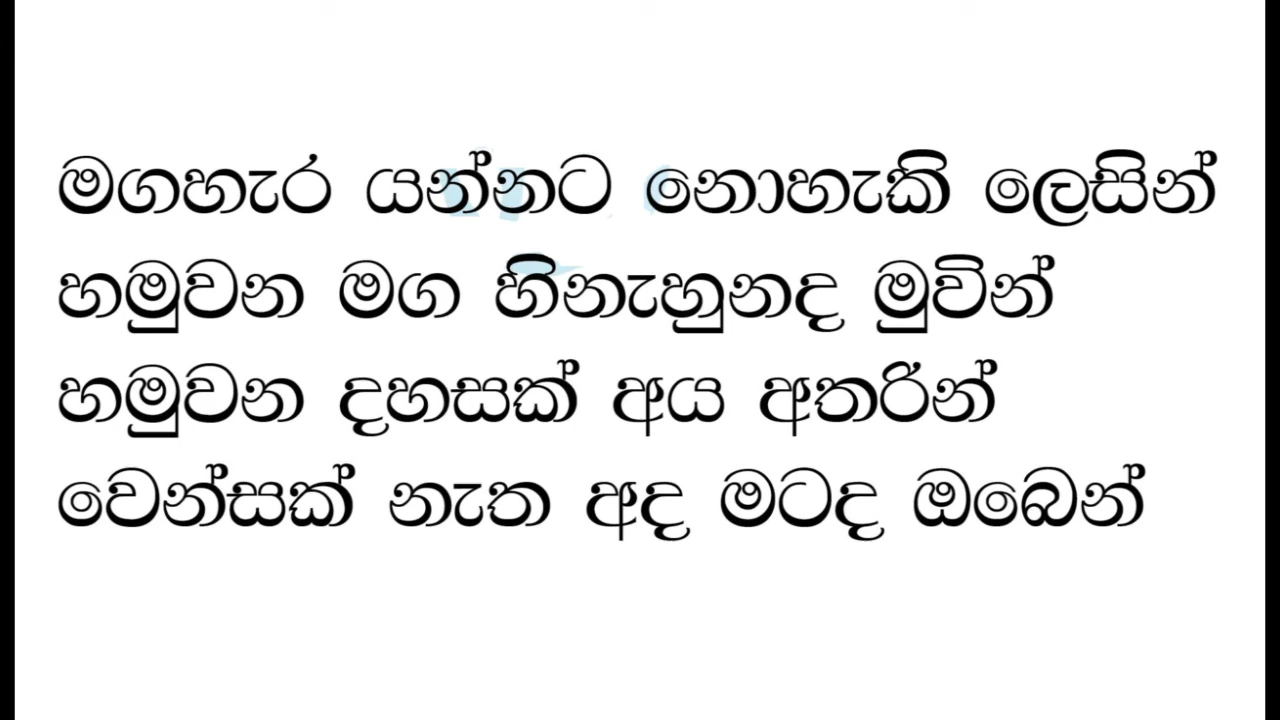 මගහැර යන්නට නොහැකි ලෙසින්
හමුවන මග හිනැහුනද මුවින්
හමුවන දහසක් අය අතරින්
වෙන්සක් නැත අද මටද ඔබෙන්